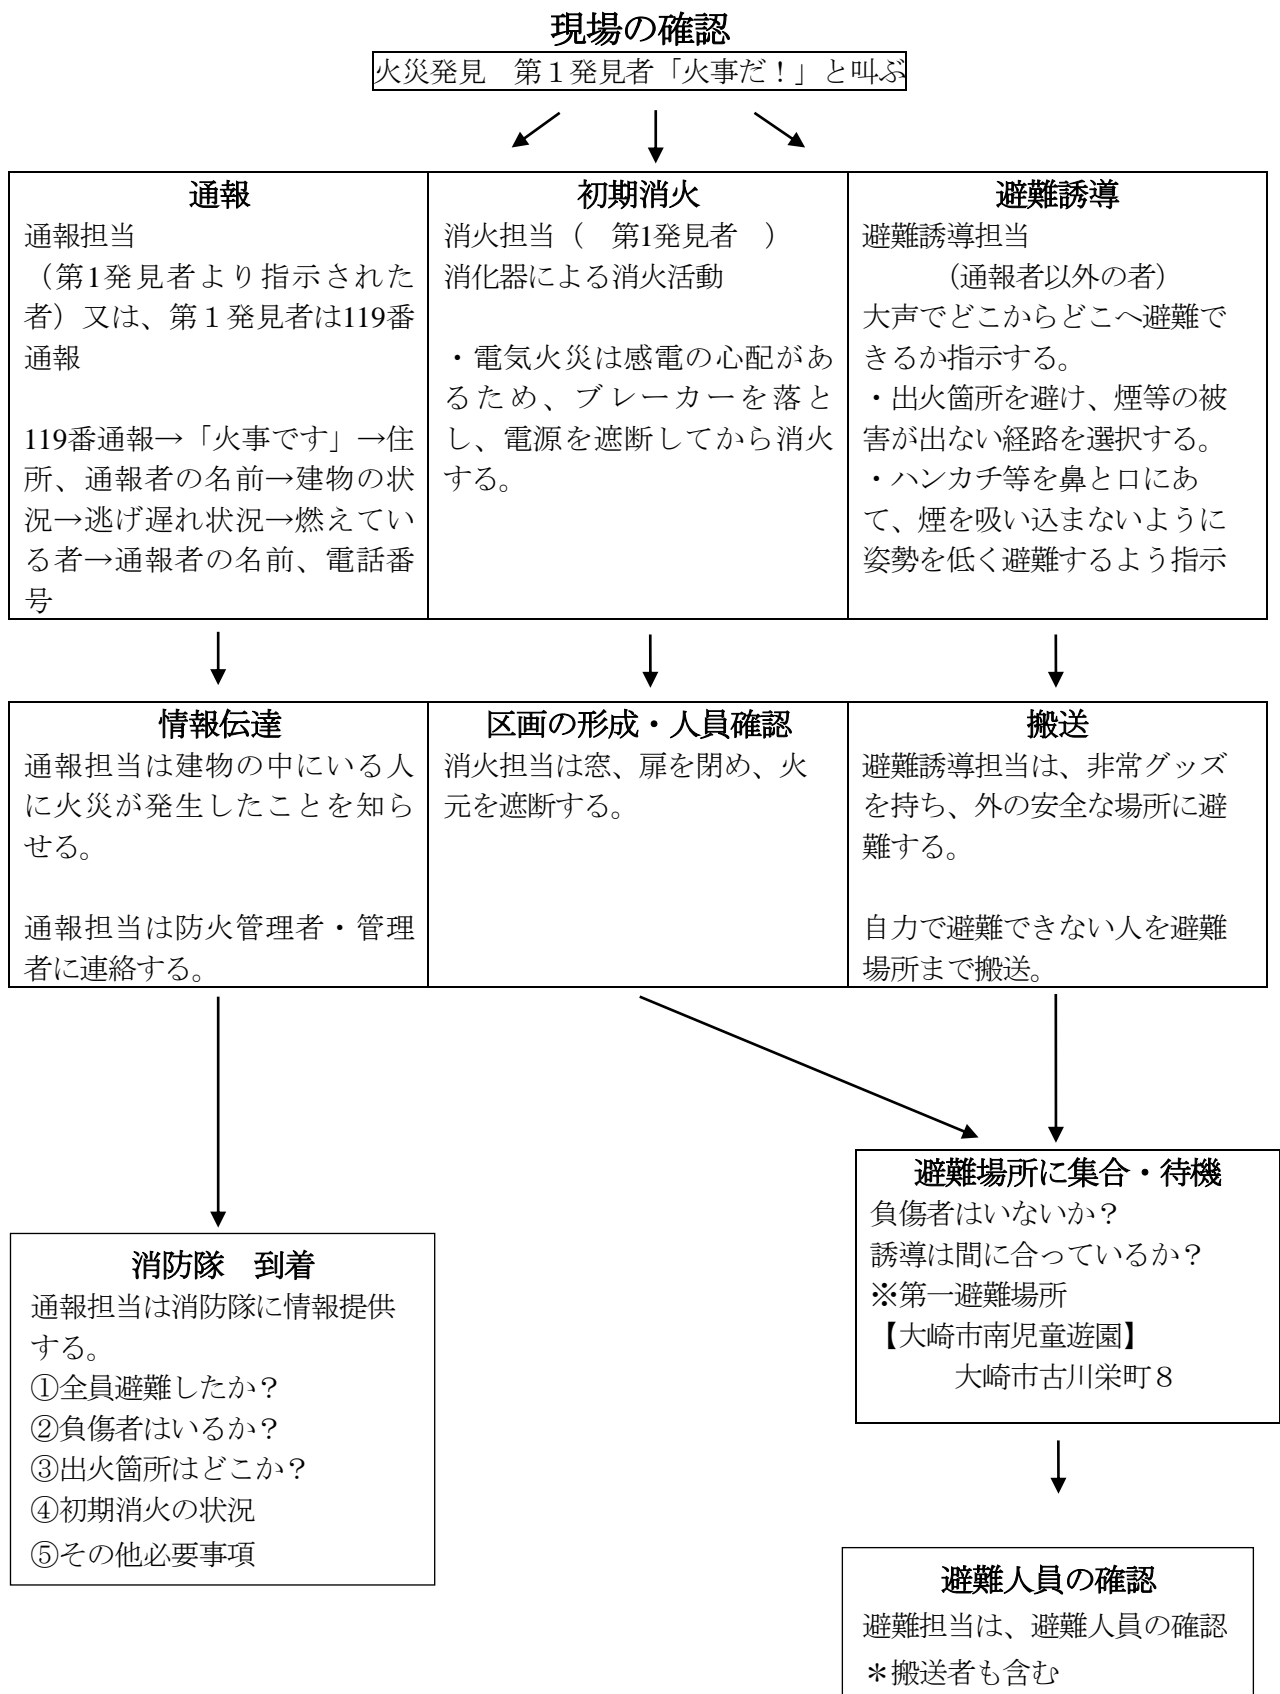 現場の確認
火災発見　第１発見者「火事だ！」と叫ぶ
通報
通報担当
（第1発見者より指示された
者）又は、第１発見者は119番
通報
119番通報→「火事です」→住
所、通報者の名前→建物の状
況→逃げ遅れ状況→燃えてい
る者→通報者の名前、電話番
号
初期消火
消火担当（　第1発見者　）
消化器による消火活動
・電気火災は感電の心配があ
るため、ブレーカーを落と
し、電源を遮断してから消火
する。
避難誘導
避難誘導担当
（通報者以外の者）
大声でどこからどこへ避難で
きるか指示する。
・出火箇所を避け、煙等の被
害が出ない経路を選択する。
・ハンカチ等を鼻と口にあ
て、煙を吸い込まないように
姿勢を低く避難するよう指示
情報伝達
通報担当は建物の中にいる人
に火災が発生したことを知ら
せる。
通報担当は防火管理者・管理
者に連絡する。
区画の形成・人員確認
消火担当は窓、扉を閉め、火
元を遮断する。
搬送
避難誘導担当は、非常グッズ
を持ち、外の安全な場所に避
難する。
自力で避難できない人を避難
場所まで搬送。
避難場所に集合・待機
負傷者はいないか？
誘導は間に合っているか？
※第一避難場所
【大崎市南児童遊園】
大崎市古川栄町８
消防隊　到着
通報担当は消防隊に情報提供
する。
①全員避難したか？
②負傷者はいるか？
③出火箇所はどこか？
④初期消火の状況
⑤その他必要事項
避難人員の確認
避難担当は、避難人員の確認
＊搬送者も含む